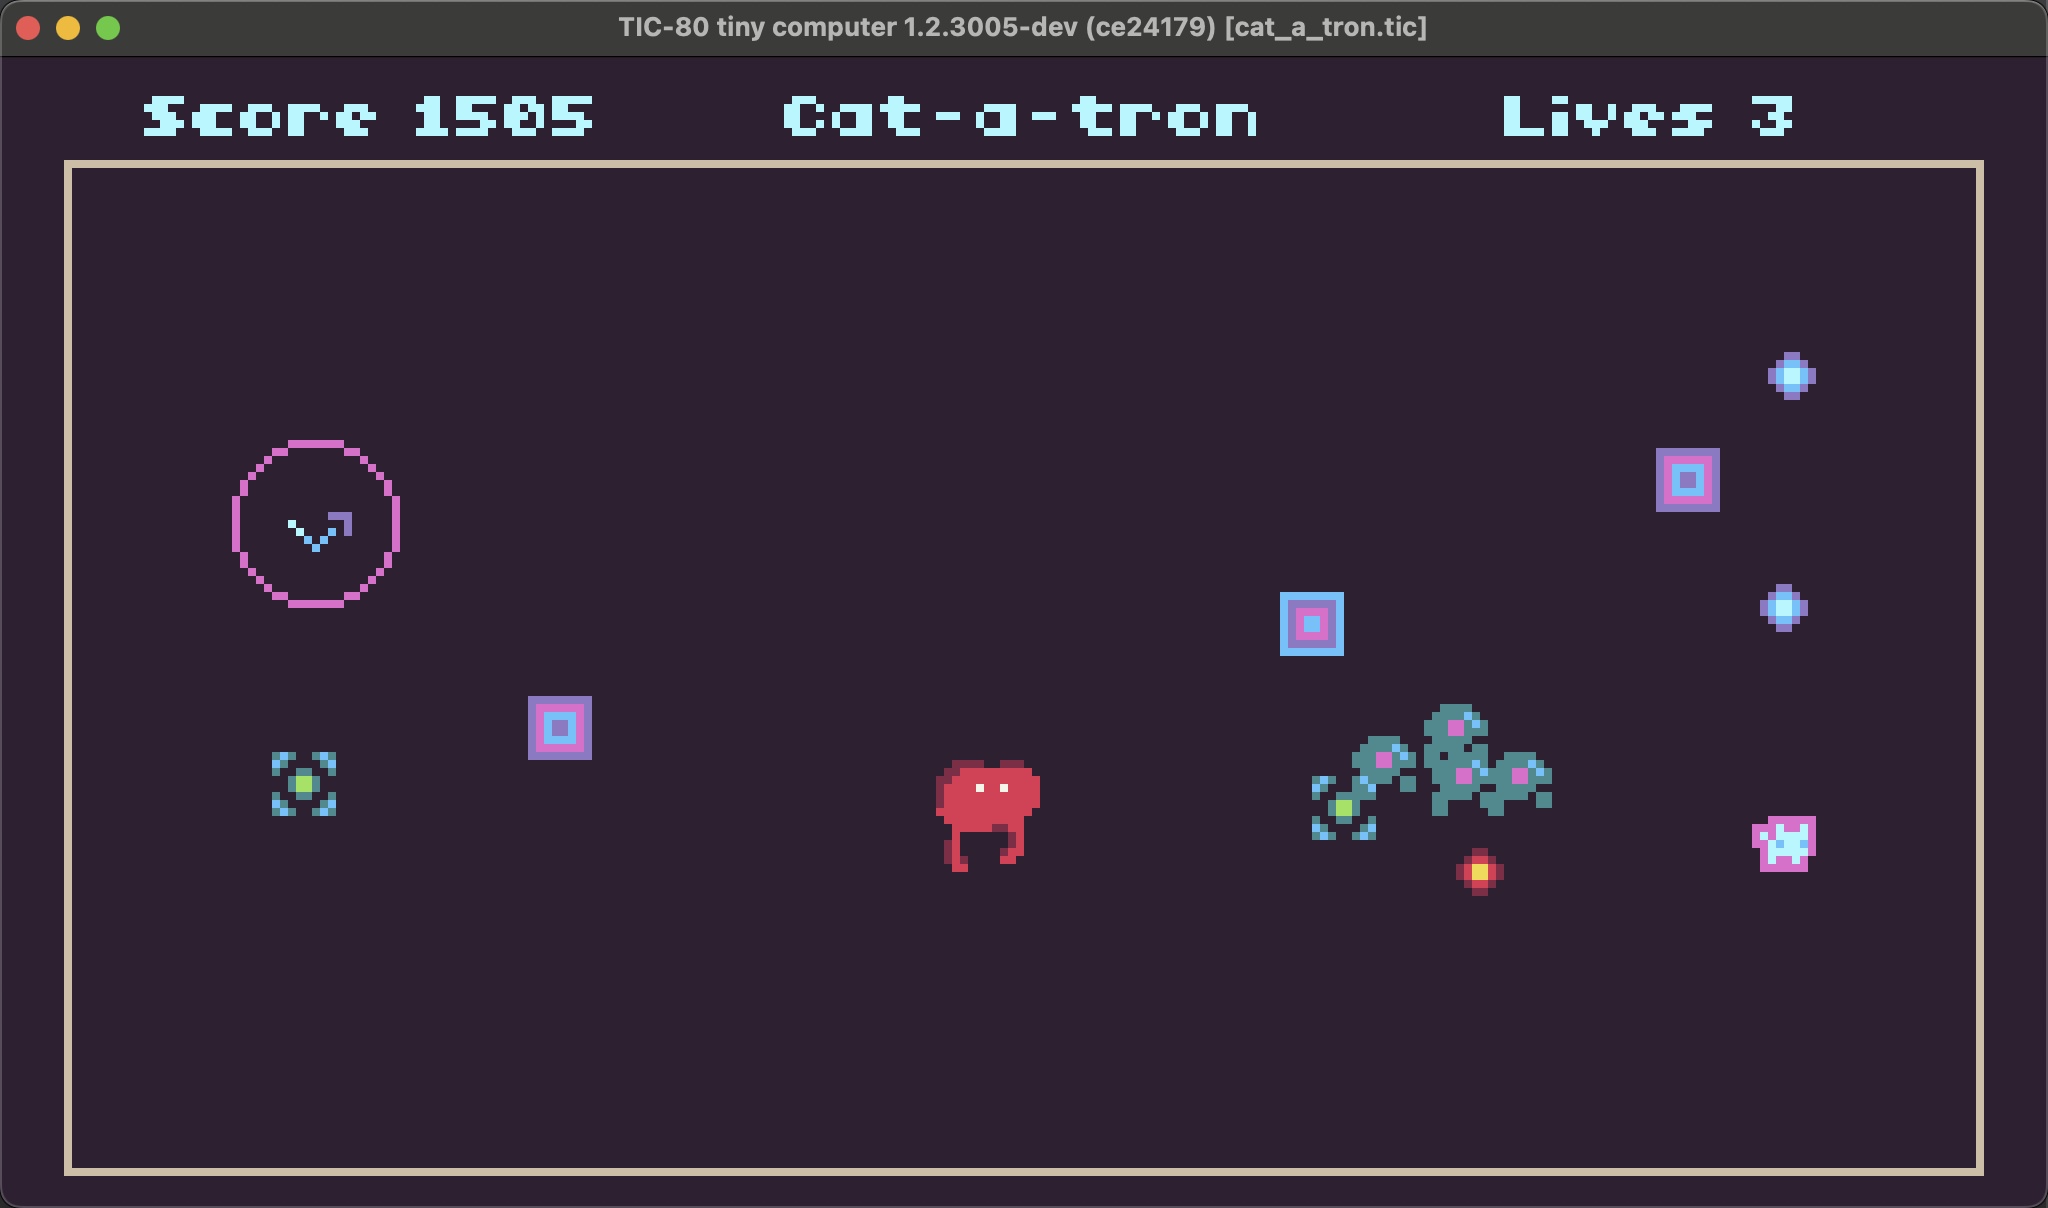 TIC-80 tiny computer 1.2.3005-dev (ce24179) [cat_a_tron.tic]
Score 1505 Cat-a-tron Lives 3